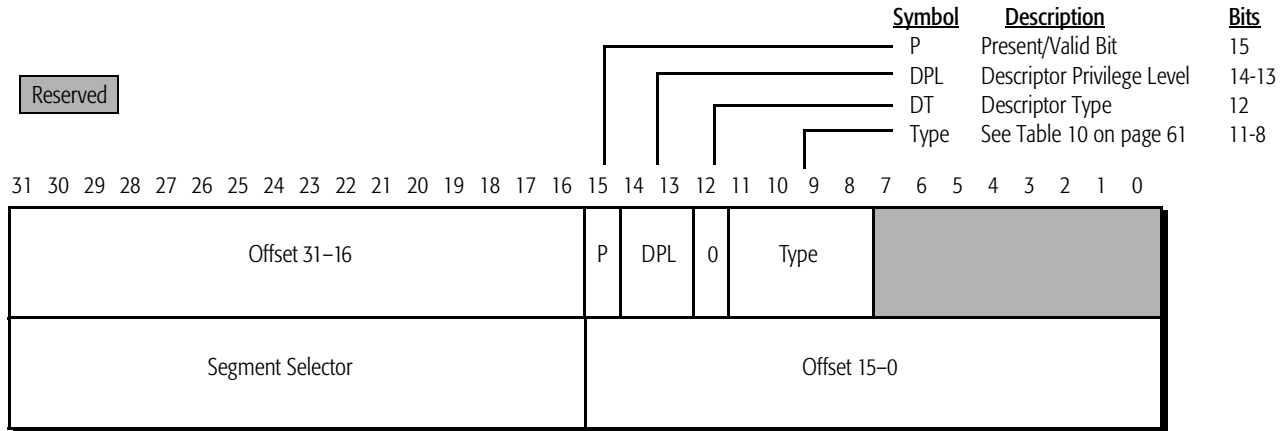 Symbol Description Bits
P Present/Valid Bit 15
DPL Descriptor Privilege Level 14-13
DT Descriptor Type 12
Type See Table 10 on page 61 11-8
Reserved
31 30 29 28 27 26 25 24 23 22 21 20 19 18 17 16 15 14 13 12 11 10 9 8 7 6 5 4 3 2 1 0
Offset 31–16 P DPL 0 Type
Segment Selector Offset 15–0